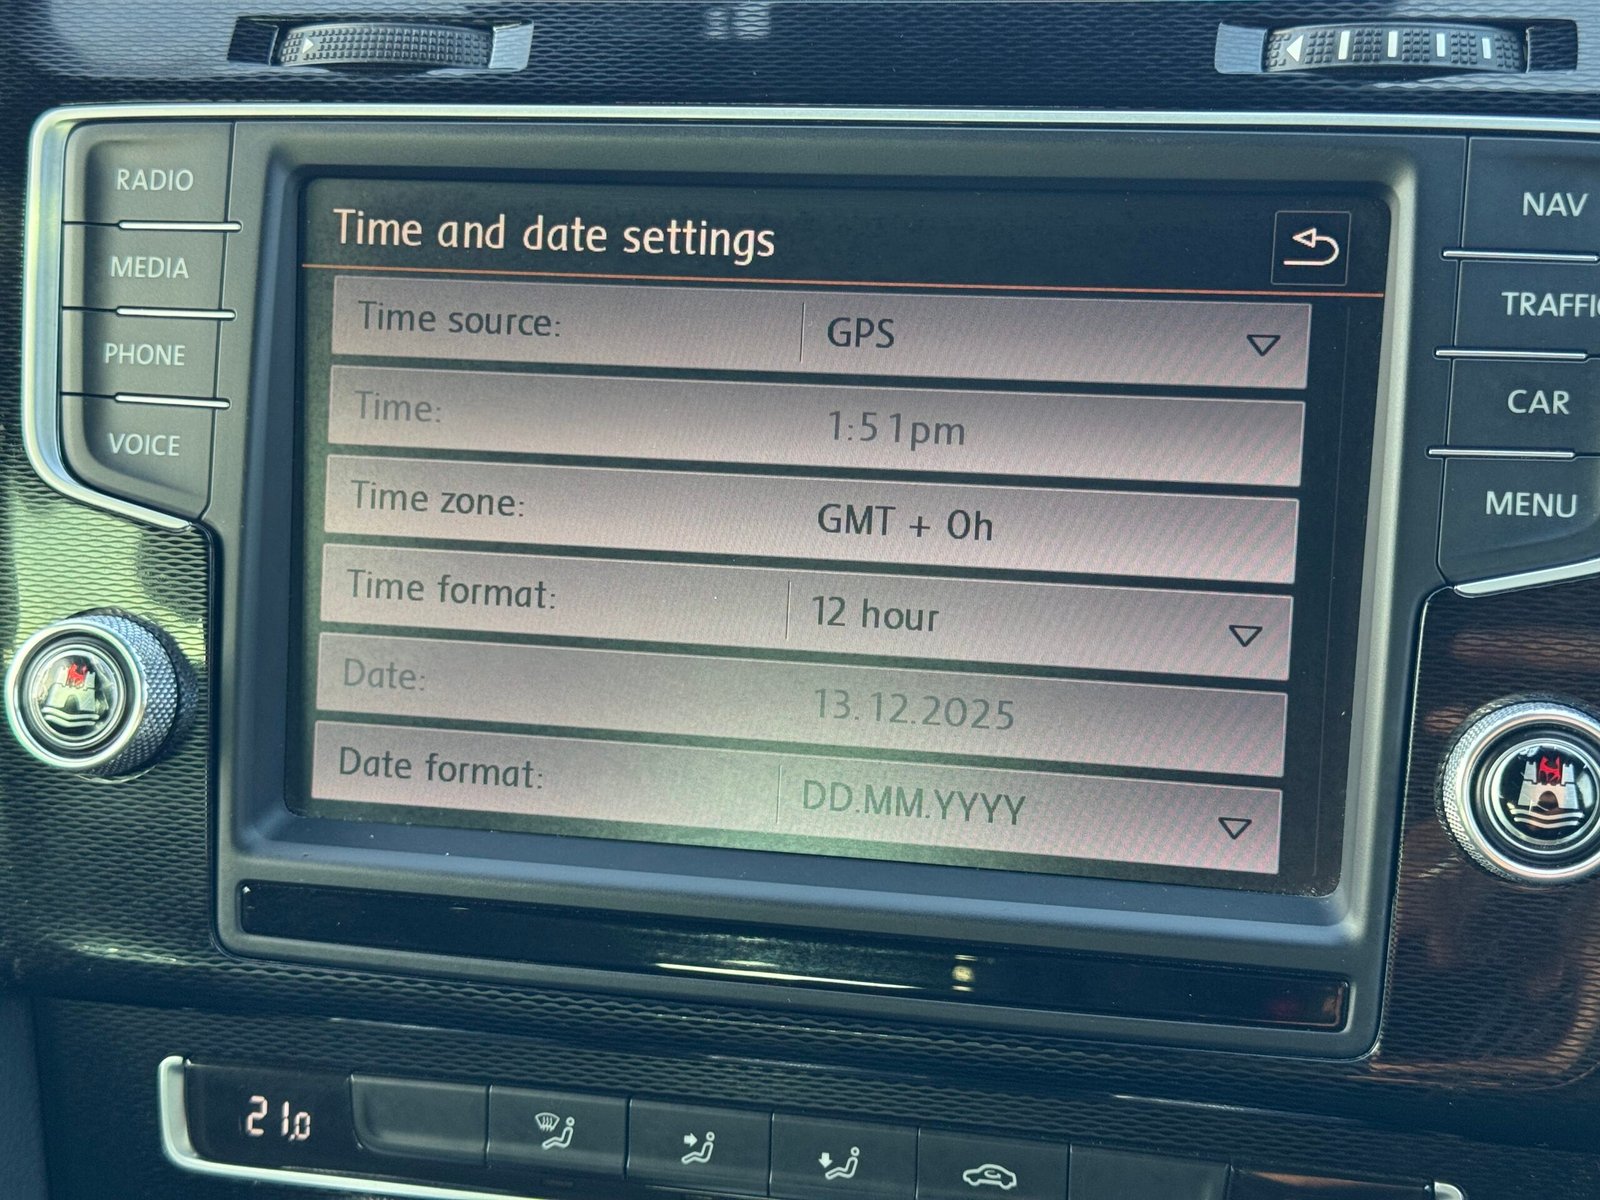 RADIO
MEDIA
PHONE
VOICE
Time and date settings
Time source: GPS
Time: 1:51pm
Time zone: GMT + 0h
Time format: 12 hour
Date: 13.12.2025
Date format: DD.MM.YYYY
NAV
TRAFFIC
CAR
MENU
21.0